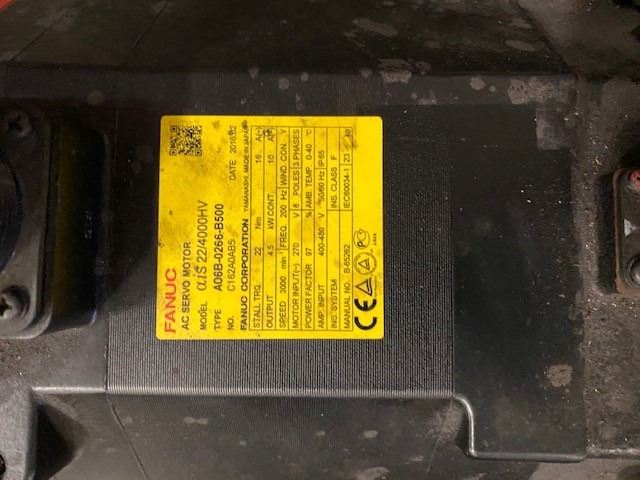 FANUC
AC SERVO MOTOR
MODEL αiS 22/4000HV
TYPE A06B-0266-B500
NO. C162A0AB5 DATE 2016.02
FANUC CORPORATION YAMANASHI, MADE IN JAPAN
STALL TRQ. 22 Nm 16 A(~)
OUTPUT 4.5 kW CONT. 10 A(~)
SPEED 3000 min⁻¹ FREQ. 200 Hz WIND. CON. Y
MOTOR INPUT(~) 270 V 8 POLES 3 PHASES
POWER FACTOR 97 % AMB. TEMP. 0-40 °C
AMP. INPUT 400-480 V 50/60 Hz IP65
INS. SYSTEM INS. CLASS F
MANUAL NO. B-65262 IEC60034-1 23 A0
CE